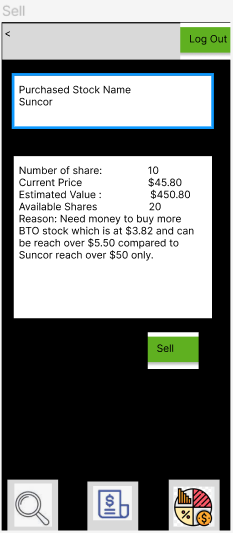 Sell
<
Log Out
Purchased Stock Name
Suncor
Number of share: 10
Current Price $45.80
Estimated Value : $450.80
Available Shares 20
Reason: Need money to buy more
BTO stock which is at $3.82 and can
be reach over $5.50 compared to
Suncor reach over $50 only.
Sell
$
%
$